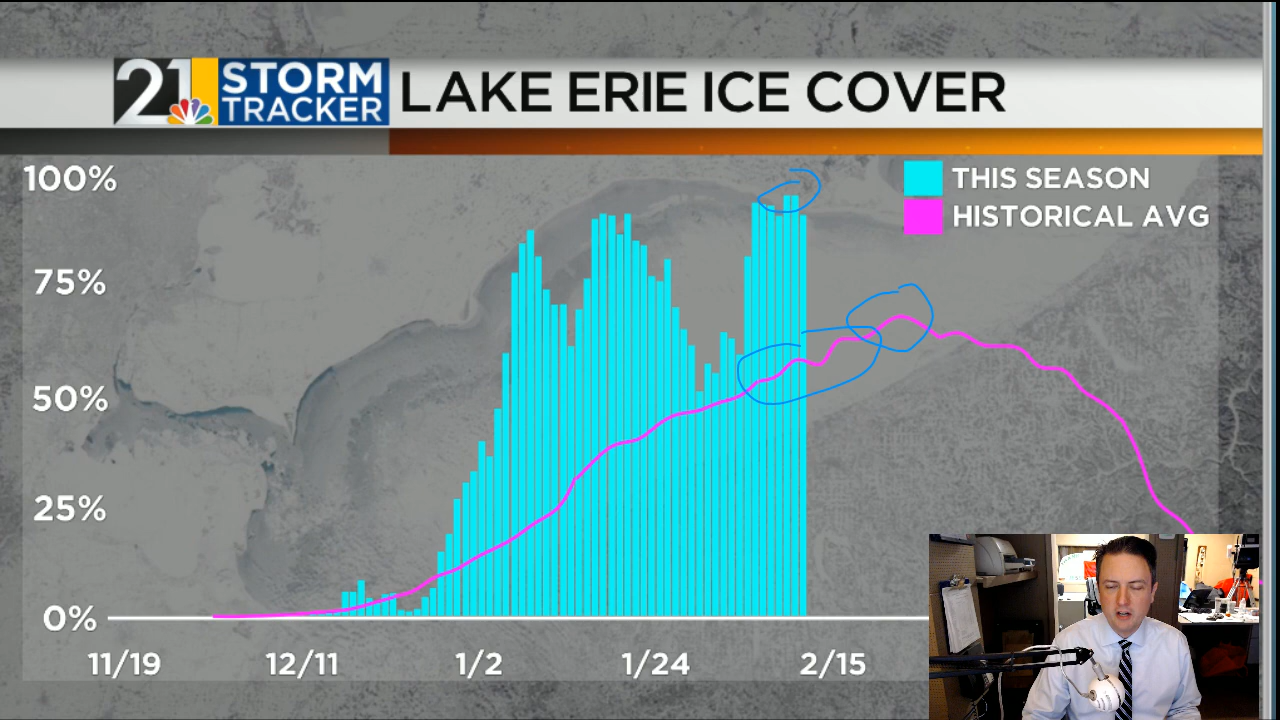 21 STORM TRACKER
LAKE ERIE ICE COVER
100%
75%
50%
25%
0%
THIS SEASON
HISTORICAL AVG
11/19
12/11
1/2
1/24
2/15